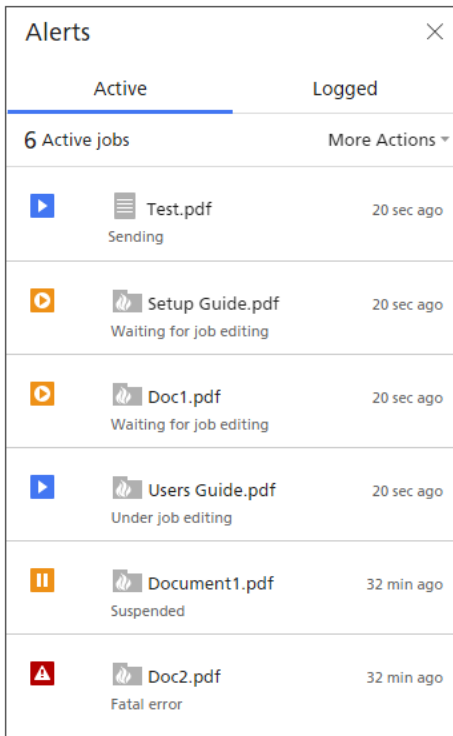 Alerts
Active Logged
6 Active jobs More Actions
Test.pdf 20 sec ago
Sending
Setup Guide.pdf 20 sec ago
Waiting for job editing
Doc1.pdf 20 sec ago
Waiting for job editing
Users Guide.pdf 20 sec ago
Under job editing
Document1.pdf 32 min ago
Suspended
Doc2.pdf 32 min ago
Fatal error